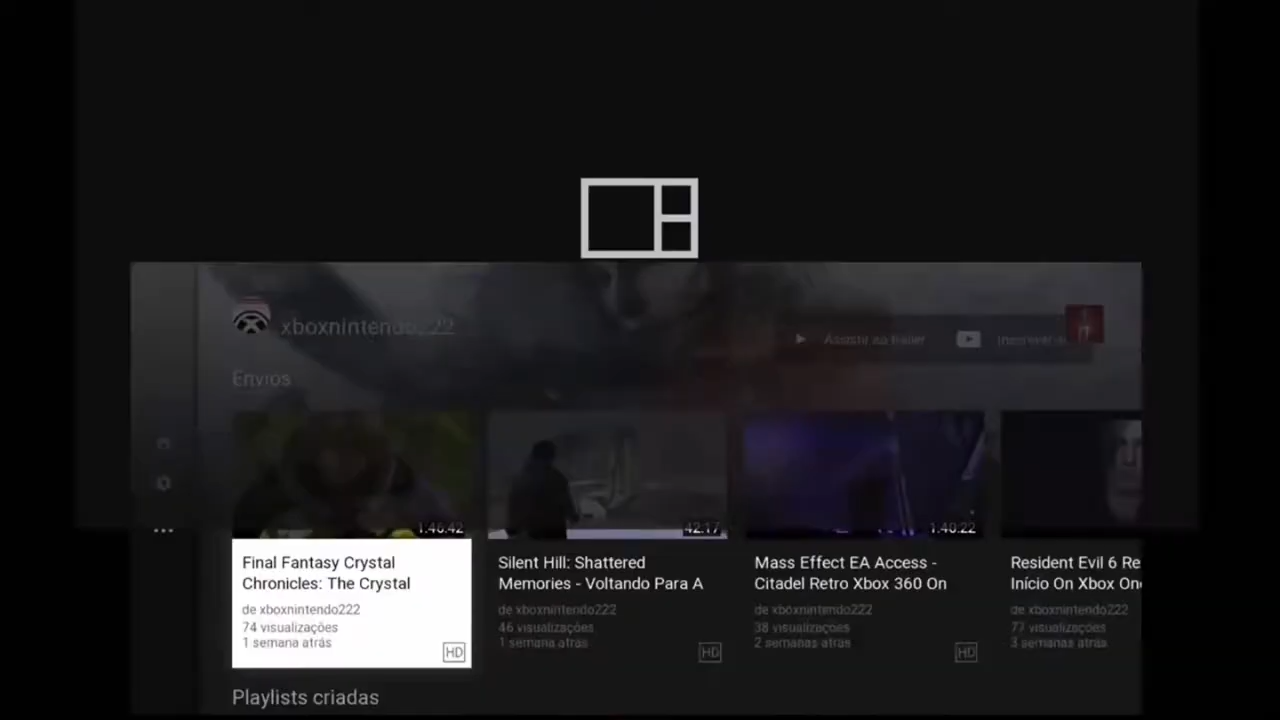 xboxnintendo222
Assistir ao trailer
Envios
1:46:42
42:17
1:40:22
Final Fantasy Crystal
Chronicles: The Crystal
de xboxnintendo222
74 visualizações
1 semana atrás
HD
Silent Hill: Shattered
Memories - Voltando Para A
de xboxnintendo222
46 visualizações
1 semana atrás
HD
Mass Effect EA Access -
Citadel Retro Xbox 360 On
de xboxnintendo222
38 visualizações
2 semanas atrás
HD
Resident Evil 6 Re
Início On Xbox On
de xboxnintendo222
77 visualizações
3 semanas atrás
Playlists criadas